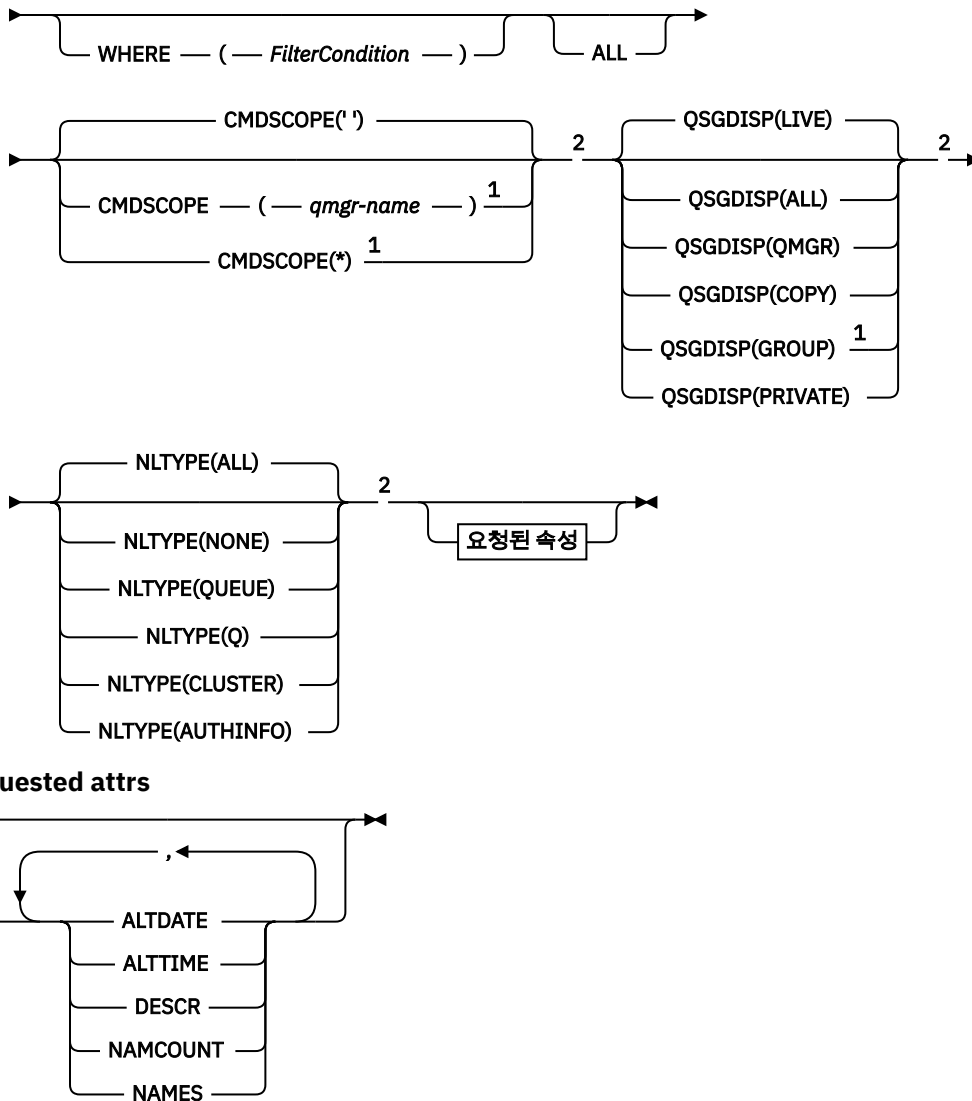 WHERE ( FilterCondition ) ALL
CMDSCOPE(' ') 2 QSGDISP(LIVE) 2
CMDSCOPE ( qmgr-name ) 1 QSGDISP(ALL)
CMDSCOPE(*) 1 QSGDISP(QMGR)
QSGDISP(COPY)
QSGDISP(GROUP) 1
QSGDISP(PRIVATE)
NLTYPE(ALL) 2
NLTYPE(NONE) 요청된 속성
NLTYPE(QUEUE)
NLTYPE(Q)
NLTYPE(CLUSTER)
NLTYPE(AUTHINFO)
uested attrs
,
ALTDATE
ALTTIME
DESCR
NAMCOUNT
NAMES